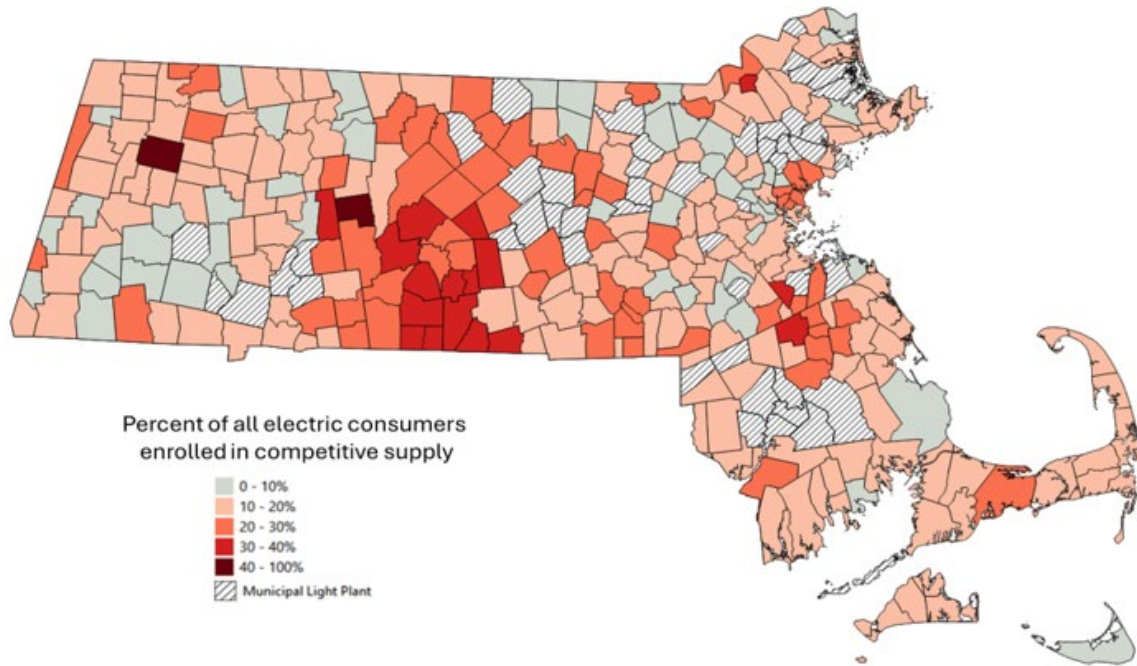 Percent of all electric consumers
enrolled in competitive supply
0 - 10%
10 - 20%
20 - 30%
30 - 40%
40 - 100%
Municipal Light Plant